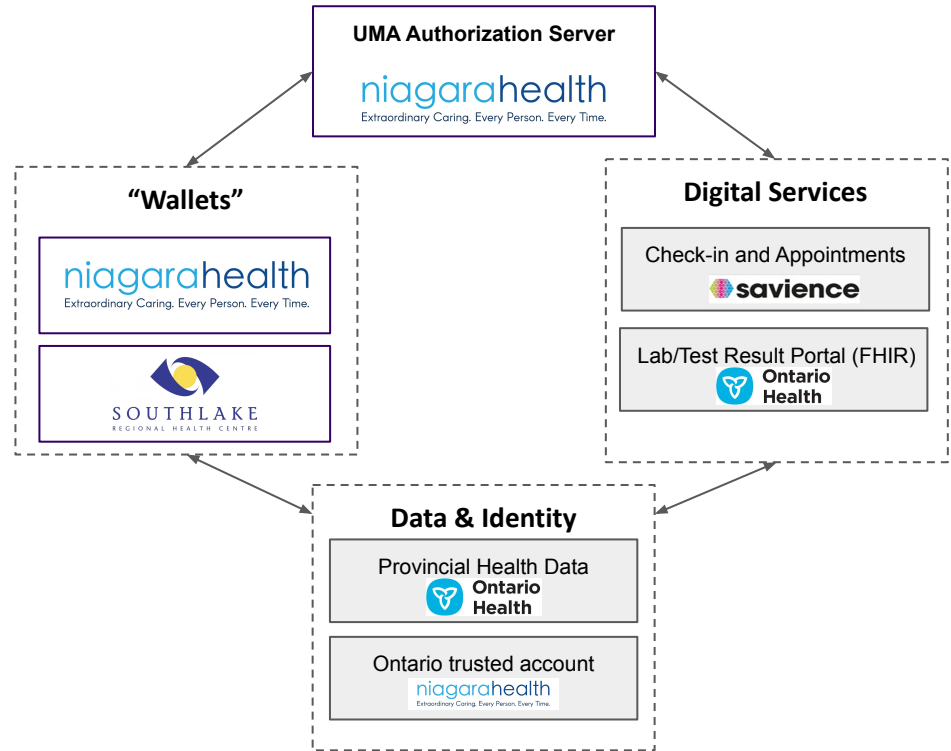 UMA Authorization Server
niagarahealth
Extraordinary Caring. Every Person. Every Time.
“Wallets”
niagarahealth
Extraordinary Caring. Every Person. Every Time.
SOUTHLAKE
REGIONAL HEALTH CENTRE
Digital Services
Check-in and Appointments
savience
Lab/Test Result Portal (FHIR)
Ontario
Health
Data & Identity
Provincial Health Data
Ontario
Health
Ontario trusted account
niagarahealth
Extraordinary Caring. Every Person. Every Time.